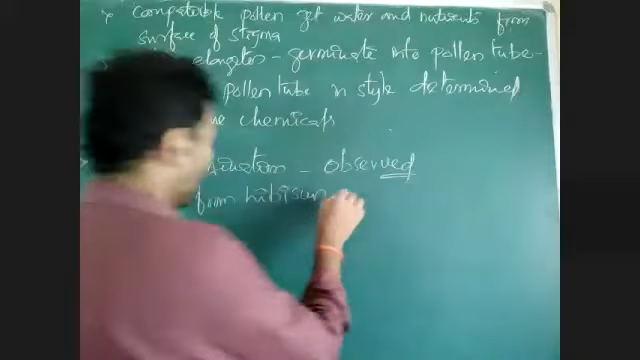 Compatible pollen get water and nutrients from
surface of stigma
elongates - germinate into pollen tube -
pollen tube in style determined
chemicals
- observed
from hibiscus